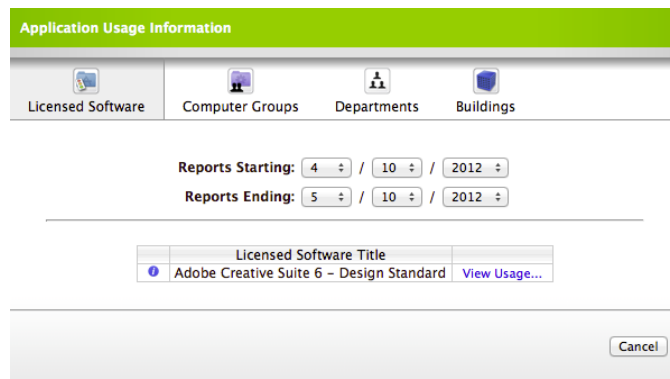 Application Usage Information
Licensed Software Computer Groups Departments Buildings
Reports Starting: 4 / 10 / 2012
Reports Ending: 5 / 10 / 2012
Licensed Software Title
i Adobe Creative Suite 6 – Design Standard View Usage...
Cancel